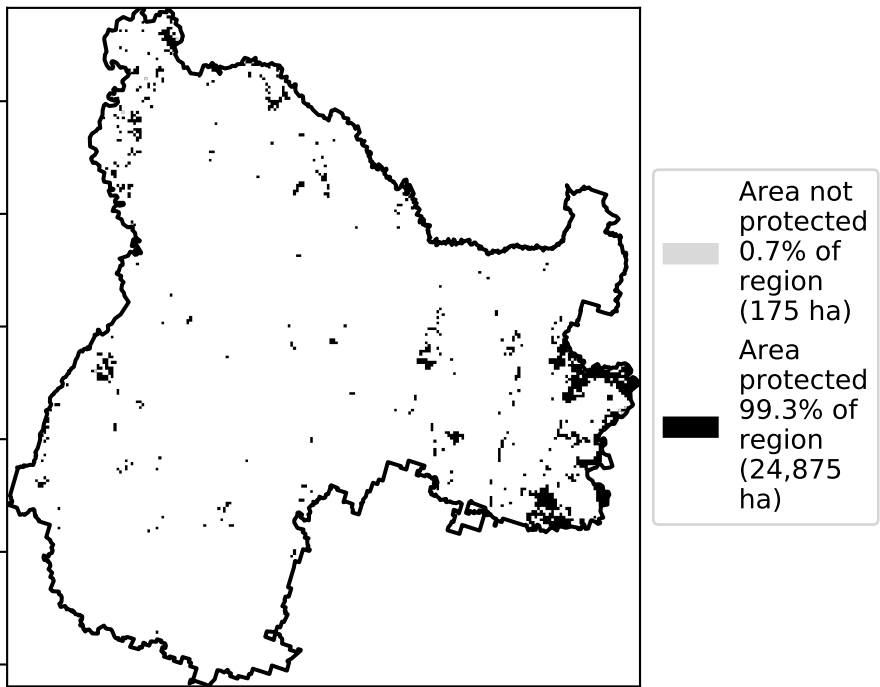 Area not
protected
0.7% of
region
(175 ha)
Area
protected
99.3% of
region
(24,875
ha)